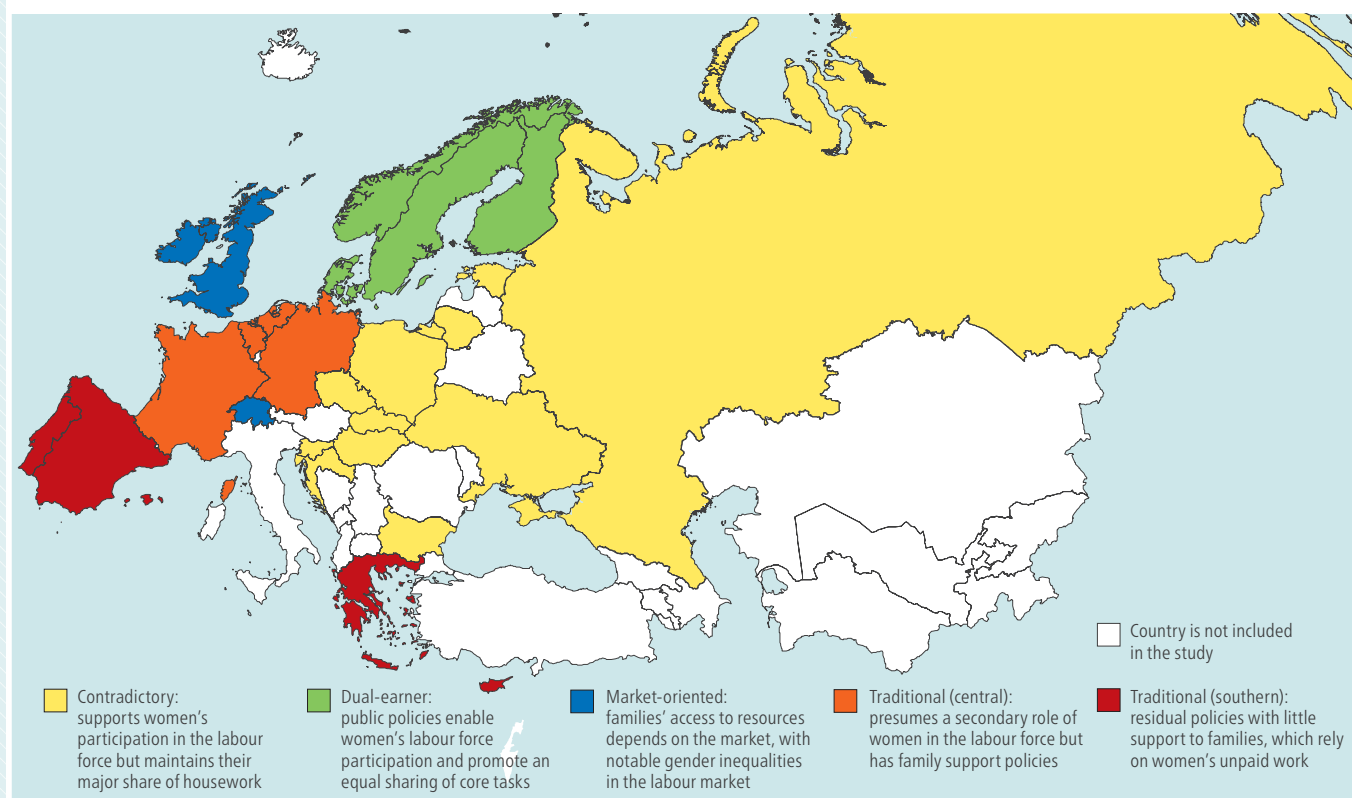 Country is not included
in the study
Contradictory:
supports women's
participation in the labour
force but maintains their
major share of housework
Dual-earner:
public policies enable
women's labour force
participation and promote an
equal sharing of core tasks
Market-oriented:
families' access to resources
depends on the market, with
notable gender inequalities
in the labour market
Traditional (central):
presumes a secondary role of
women in the labour force but
has family support policies
Traditional (southern):
residual policies with little
support to families, which rely
on women's unpaid work